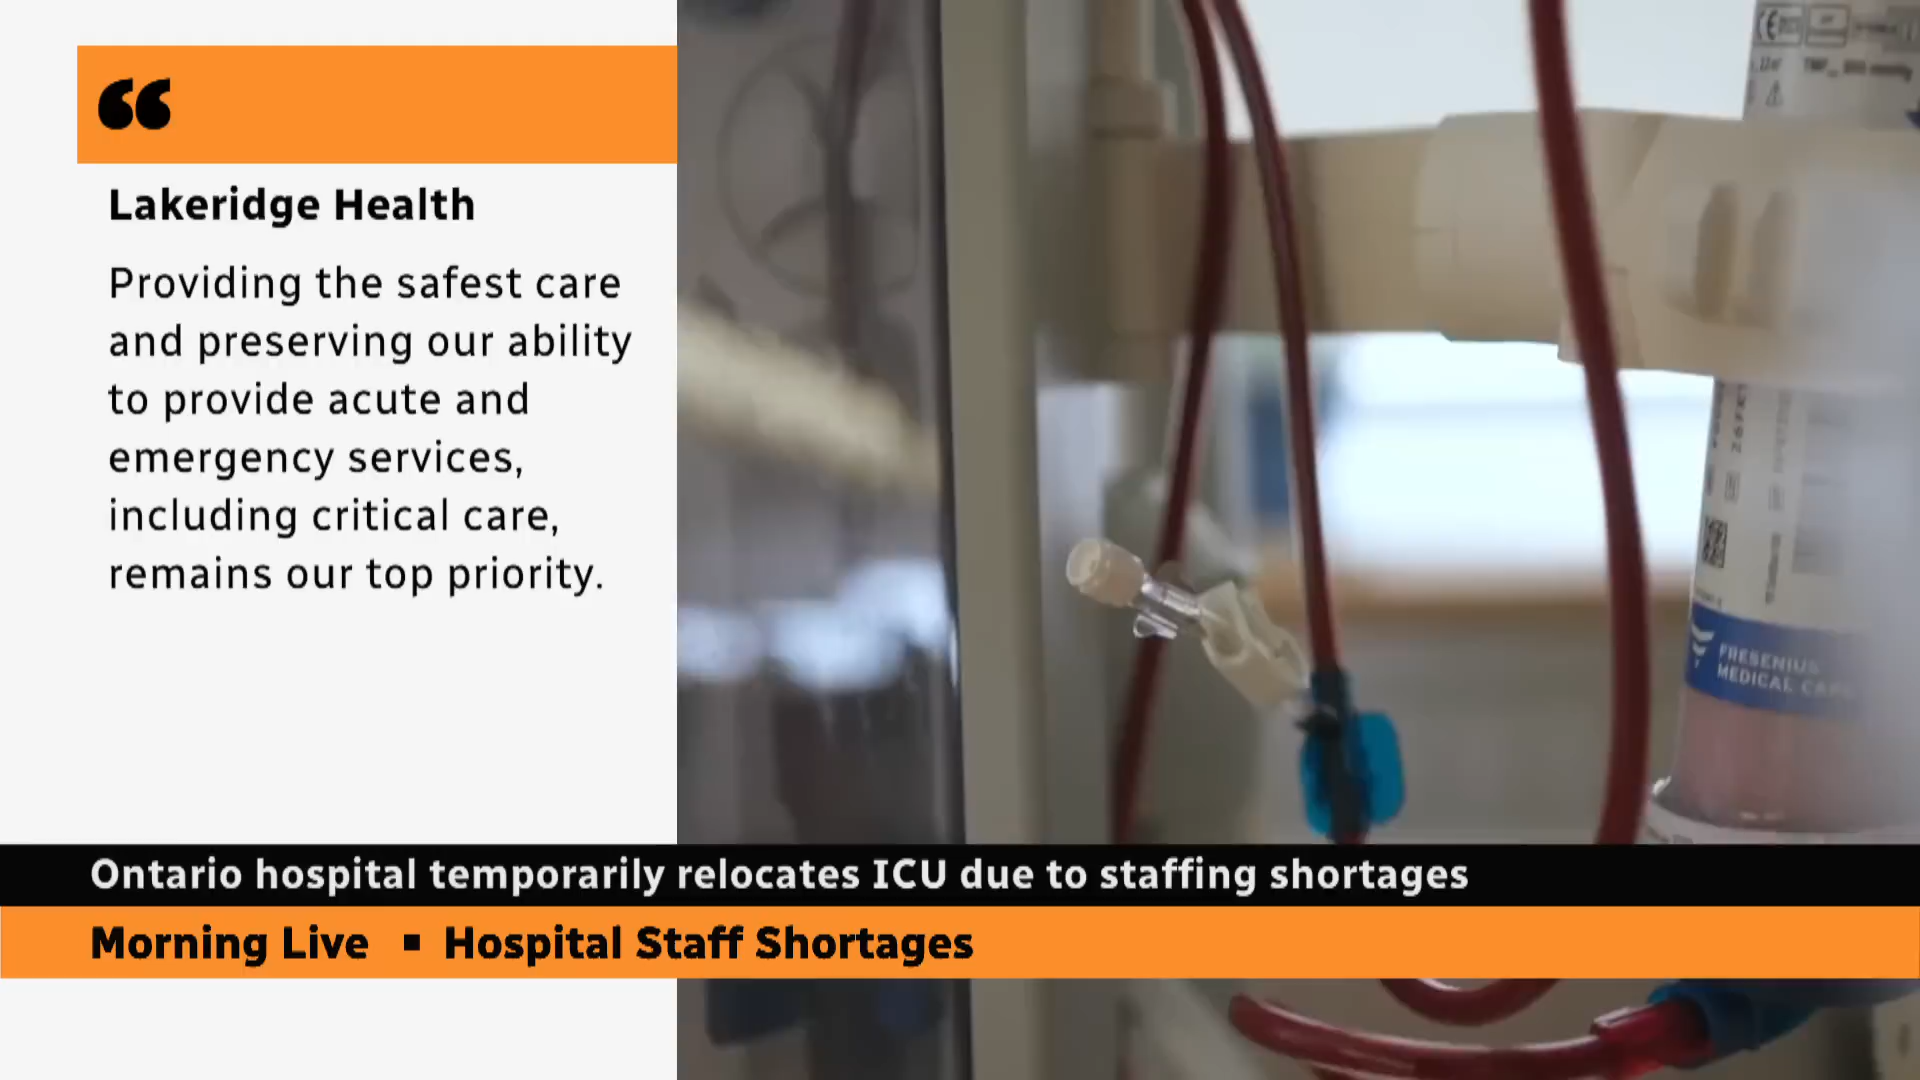 “
Lakeridge Health
Providing the safest care
and preserving our ability
to provide acute and
emergency services,
including critical care,
remains our top priority.
FRESENIUS
MEDICAL CARE
Ontario hospital temporarily relocates ICU due to staffing shortages
Morning Live ▪ Hospital Staff Shortages